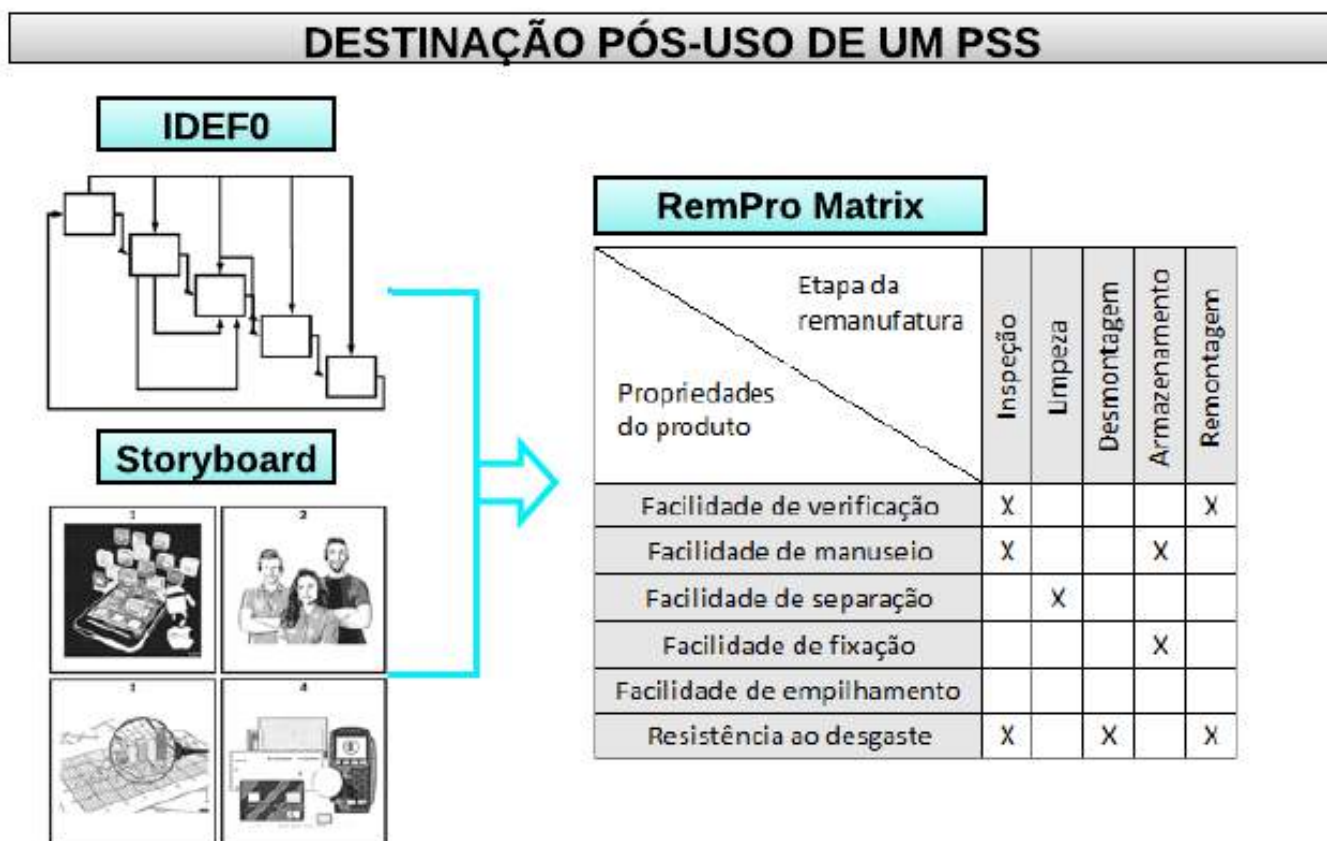 DESTINAÇÃO PÓS-USO DE UM PSS
IDEF0
Storyboard
1
2
3
4
RemPro Matrix
Etapa da
remanufatura
Propriedades
do produto
Inspeção
Limpeza
Desmontagem
Armazenamento
Remontagem
Facilidade de verificação X X
Facilidade de manuseio X X
Facilidade de separação X
Facilidade de fixação X
Facilidade de empilhamento
Resistência ao desgaste X X X